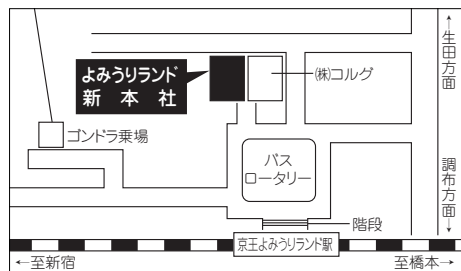 ↑生田方面
よみうりランド
新本社
㈱コルグ
ゴンドラ乗場
バス
ロータリー
調布方面↓
階段
京王よみうりランド駅
←至新宿
至橋本→